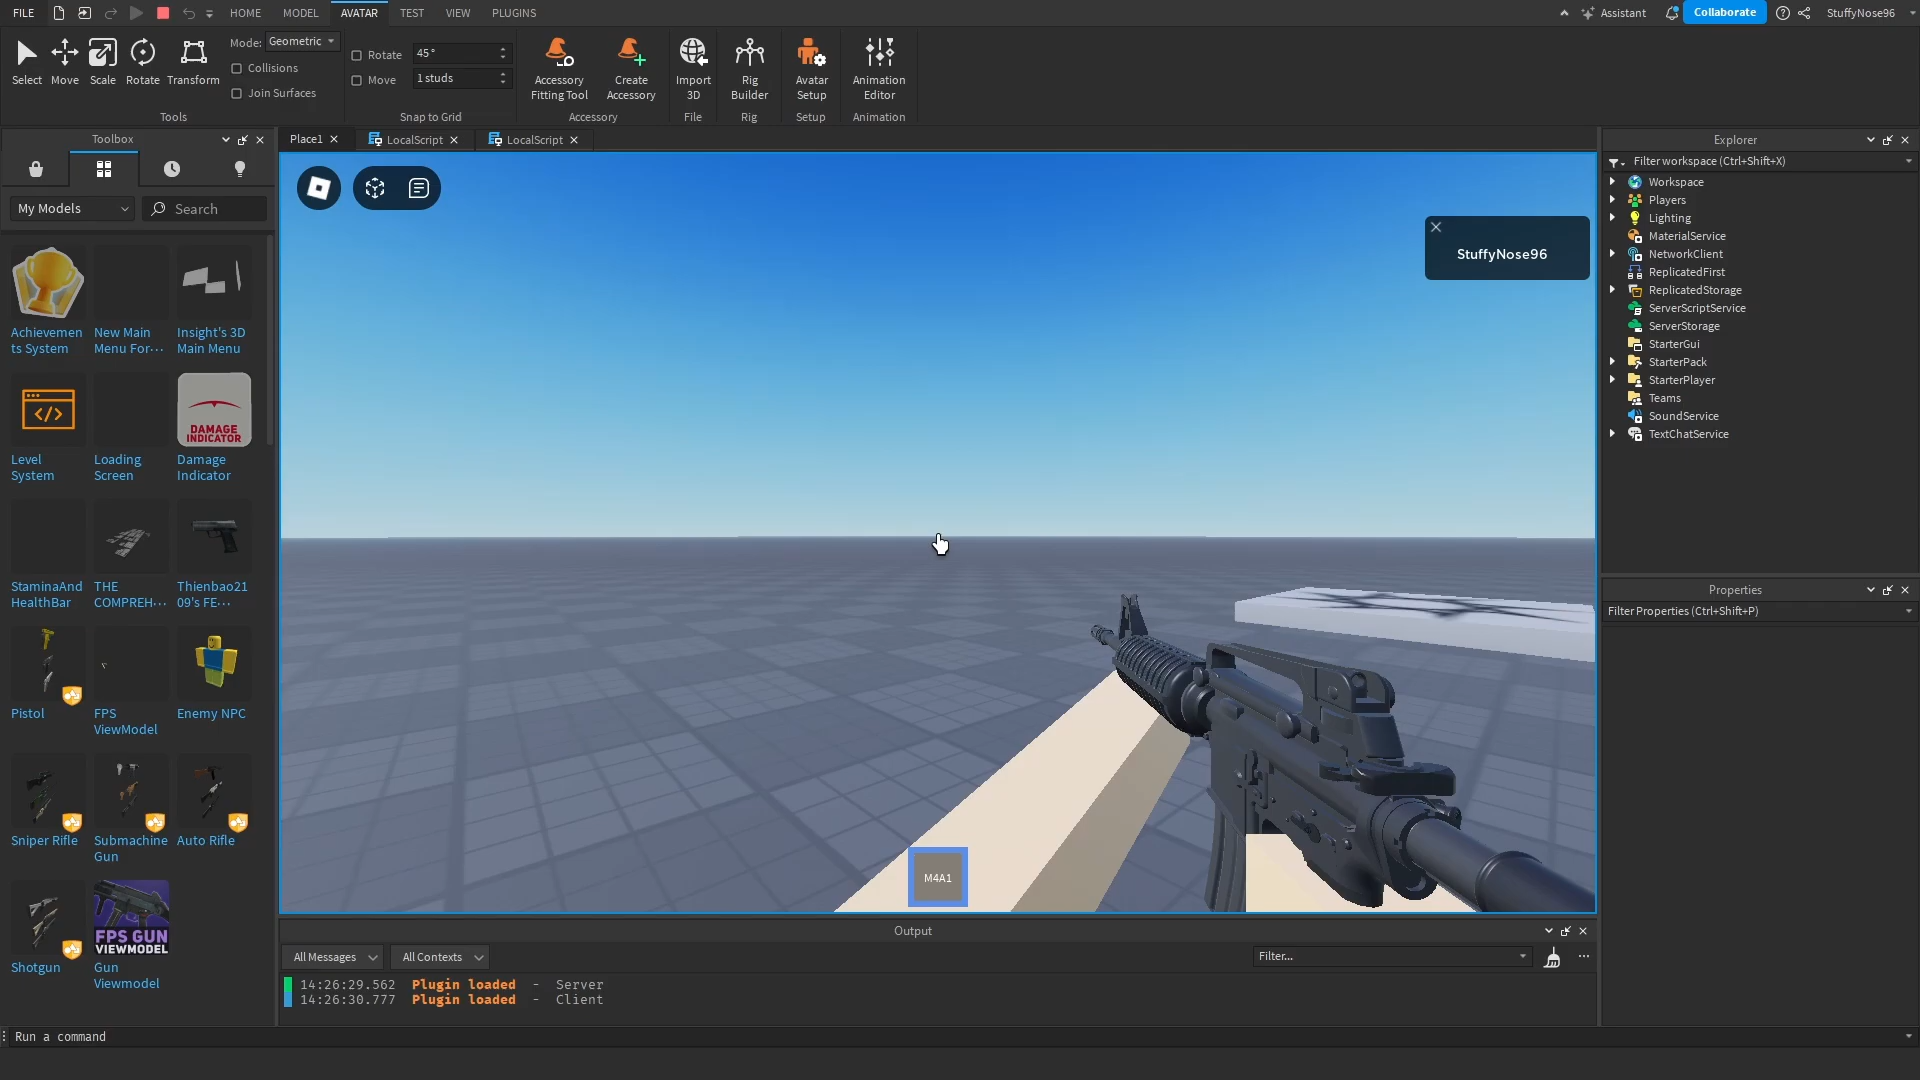 FILE
HOME
MODEL
AVATAR
TEST
VIEW
PLUGINS
Assistant
Collaborate
StuffyNose96
Select
Move
Scale
Rotate
Transform
Mode: Geometric
Collisions
Join Surfaces
Tools
Rotate
45°
Move
1 studs
Snap to Grid
Accessory
Fitting Tool
Create
Accessory
Accessory
Import
3D
File
Rig
Builder
Rig
Avatar
Setup
Setup
Animation
Editor
Animation
Toolbox
My Models
Search
Achievemen
ts System
New Main
Menu For...
Insight's 3D
Main Menu
Level
System
Loading
Screen
DAMAGE
INDICATOR
Damage
Indicator
StaminaAnd
HealthBar
THE
COMPREH...
Thienbao21
09's FE...
Pistol
FPS
ViewModel
Enemy NPC
Sniper Rifle
Submachine
Gun
Auto Rifle
Shotgun
FPS GUN
VIEWMODEL
Gun
Viewmodel
Place1
LocalScript
LocalScript
StuffyNose96
M4A1
Output
All Messages
All Contexts
Filter...
14:26:29.562 Plugin loaded - Server
14:26:30.777 Plugin loaded - Client
Run a command
Explorer
Filter workspace (Ctrl+Shift+X)
Workspace
Players
Lighting
MaterialService
NetworkClient
ReplicatedFirst
ReplicatedStorage
ServerScriptService
ServerStorage
StarterGui
StarterPack
StarterPlayer
Teams
SoundService
TextChatService
Properties
Filter Properties (Ctrl+Shift+P)